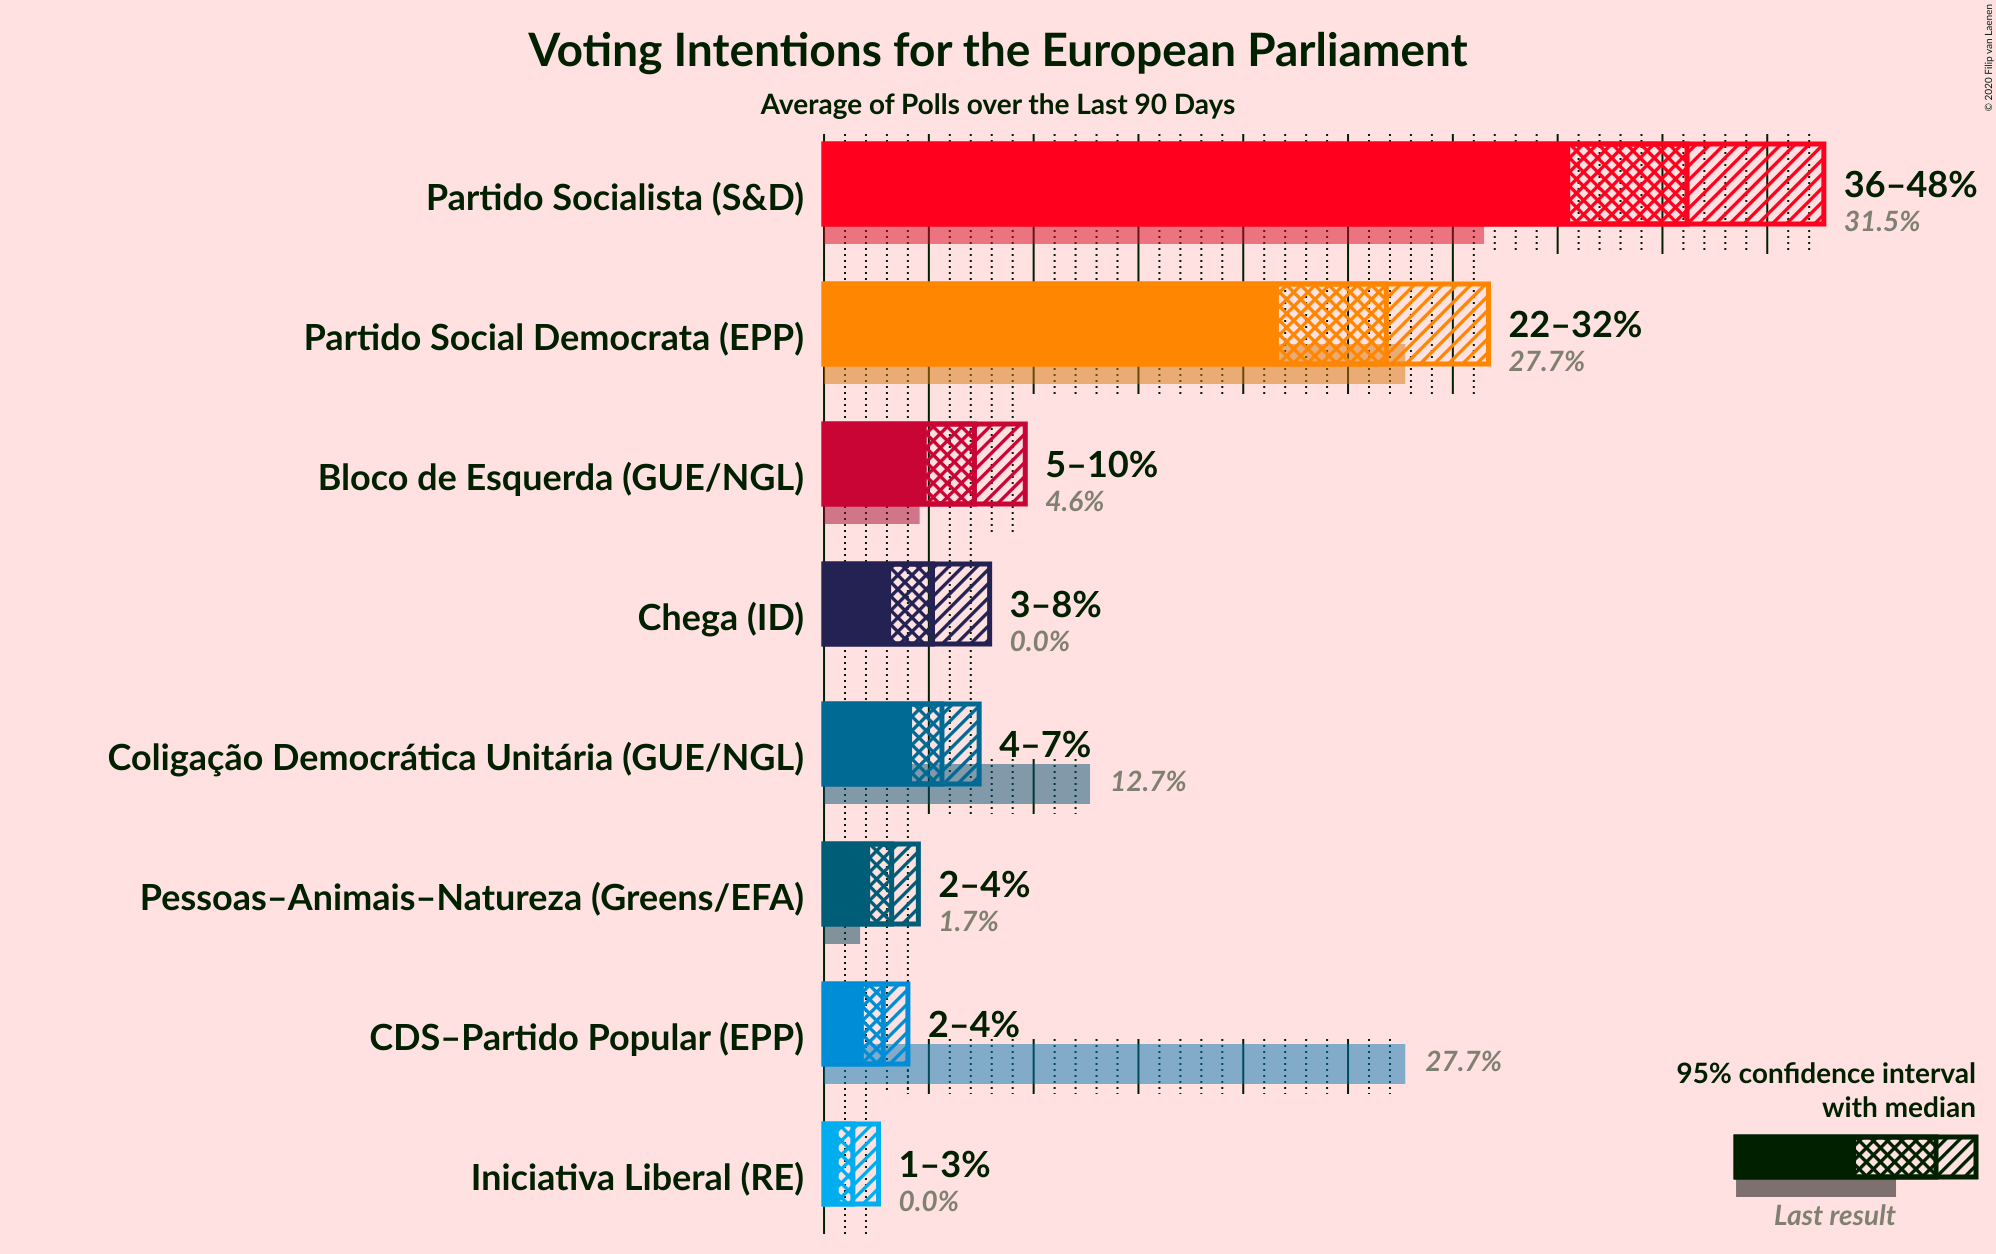 Voting Intentions for the European Parliament
Average of Polls over the Last 90 Days
© 2020 Filip van Laenen
Partido Socialista (S&D)
36–48%
31.5%
Partido Social Democrata (EPP)
22–32%
27.7%
Bloco de Esquerda (GUE/NGL)
5–10%
4.6%
Chega (ID)
3–8%
0.0%
Coligação Democrática Unitária (GUE/NGL)
4–7%
12.7%
Pessoas–Animais–Natureza (Greens/EFA)
2–4%
1.7%
CDS–Partido Popular (EPP)
2–4%
27.7%
Iniciativa Liberal (RE)
1–3%
0.0%
95% confidence interval
with median
Last result